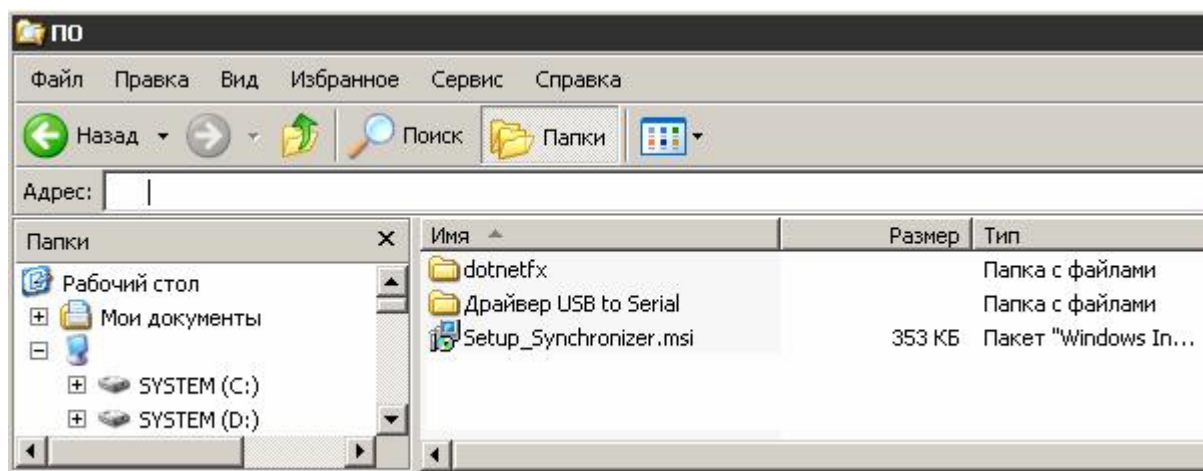 ПО
Файл Правка Вид Избранное Сервис Справка
Назад Поиск Папки
Адрес:
Папки
Рабочий стол
Мои документы
SYSTEM (C:)
SYSTEM (D:)
Имя Размер Тип
dotnetfx Папка с файлами
Драйвер USB to Serial Папка с файлами
Setup_Synchronizer.msi 353 КБ Пакет "Windows In...